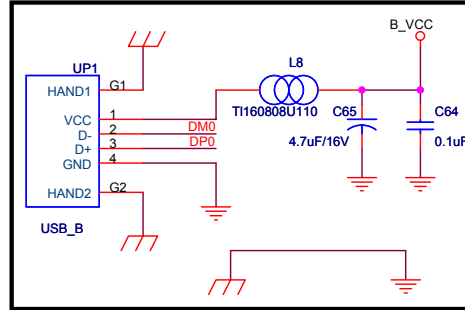 B_VCC
UP1
L8
HAND1 G1
VCC 1
TI160808U110
C65
C64
D- 2 DM0
D+ 3 DP0
4.7uF/16V
0.1uF
GND 4
HAND2 G2
USB_B